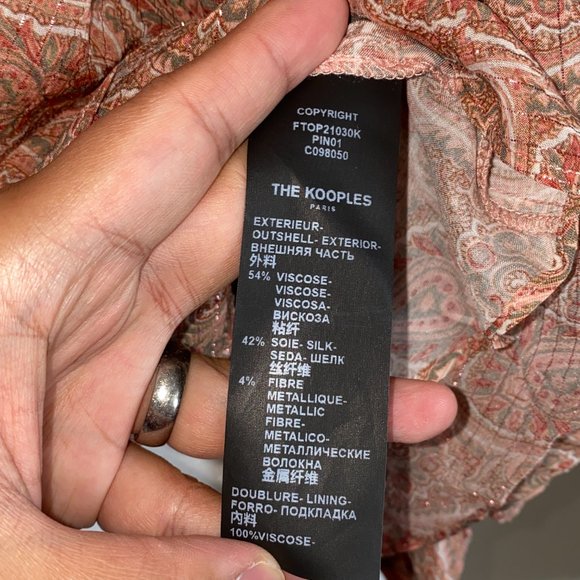 COPYRIGHT
FTOP21030K
PIN01
C098050
THE KOOPLES
PARIS
EXTERIEUR-
OUTSHELL- EXTERIOR-
ВНЕШНЯЯ ЧАСТЬ
外料
54% VISCOSE-
VISCOSE-
VISCOSA-
ВИСКОЗА
粘纤
42% SOIE- SILK-
SEDA- ШЕЛК
丝纤维
4% FIBRE
METALLIQUE-
METALLIC
FIBRE-
METALICO-
МЕТАЛЛИЧЕСКИЕ
ВОЛОКНА
金属纤维
DOUBLURE- LINING-
FORRO- ПОДКЛАДКА
内料
100%VISCOSE-